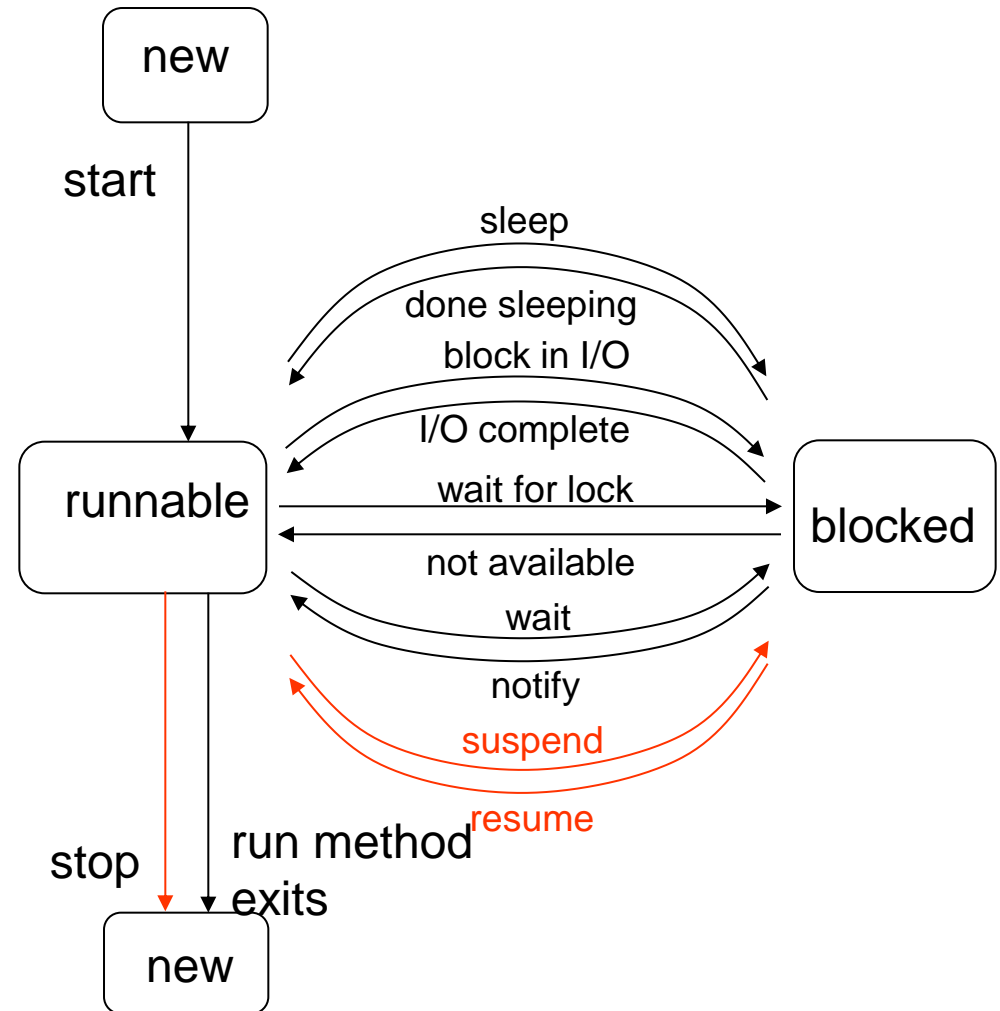 new
start
sleep
done sleeping
block in I/O
I/O complete
wait for lock
runnable
blocked
not available
wait
notify
suspend
resume
stop
run method
exits
new